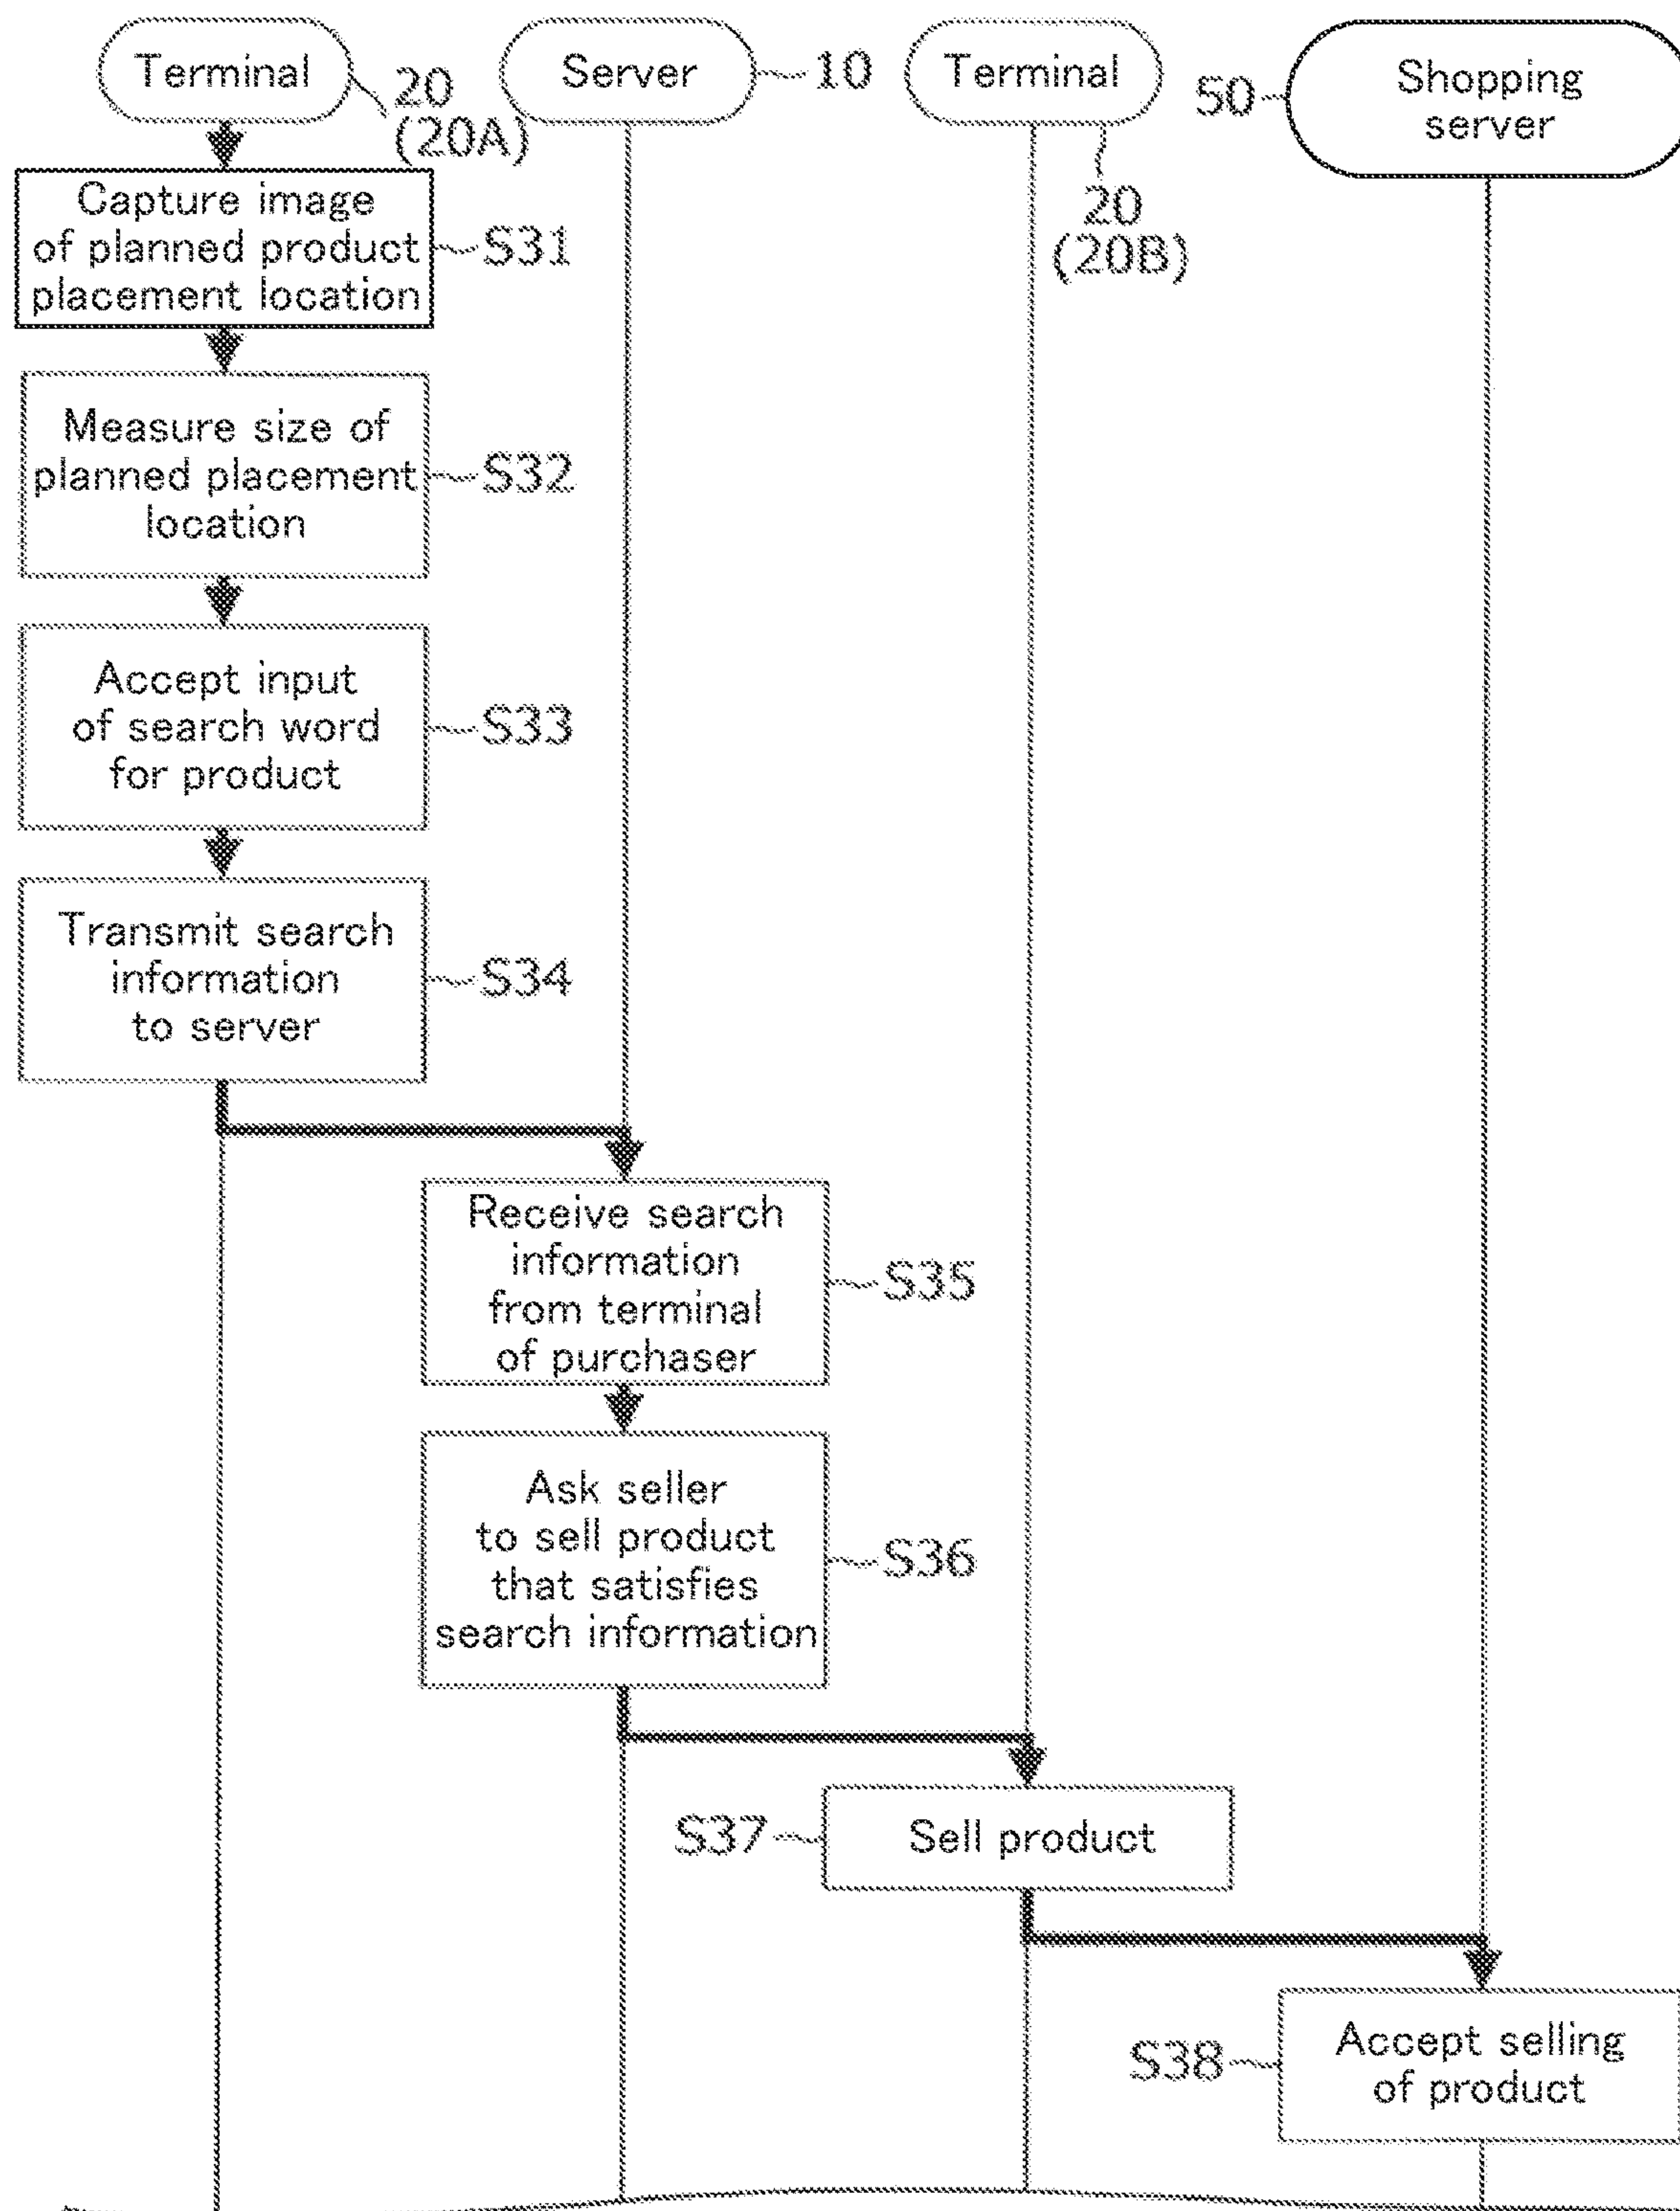 Terminal
20
(20A)
Server
10
Terminal
20
(20B)
50
Shopping
server
Capture image
of planned product
placement location
S31
Measure size of
planned placement
location
S32
Accept input
of search word
for product
S33
Transmit search
information
to server
S34
Receive search
information
from terminal
of purchaser
S35
Ask seller
to sell product
that satisfies
search information
S36
S37
Sell product
S38
Accept selling
of product